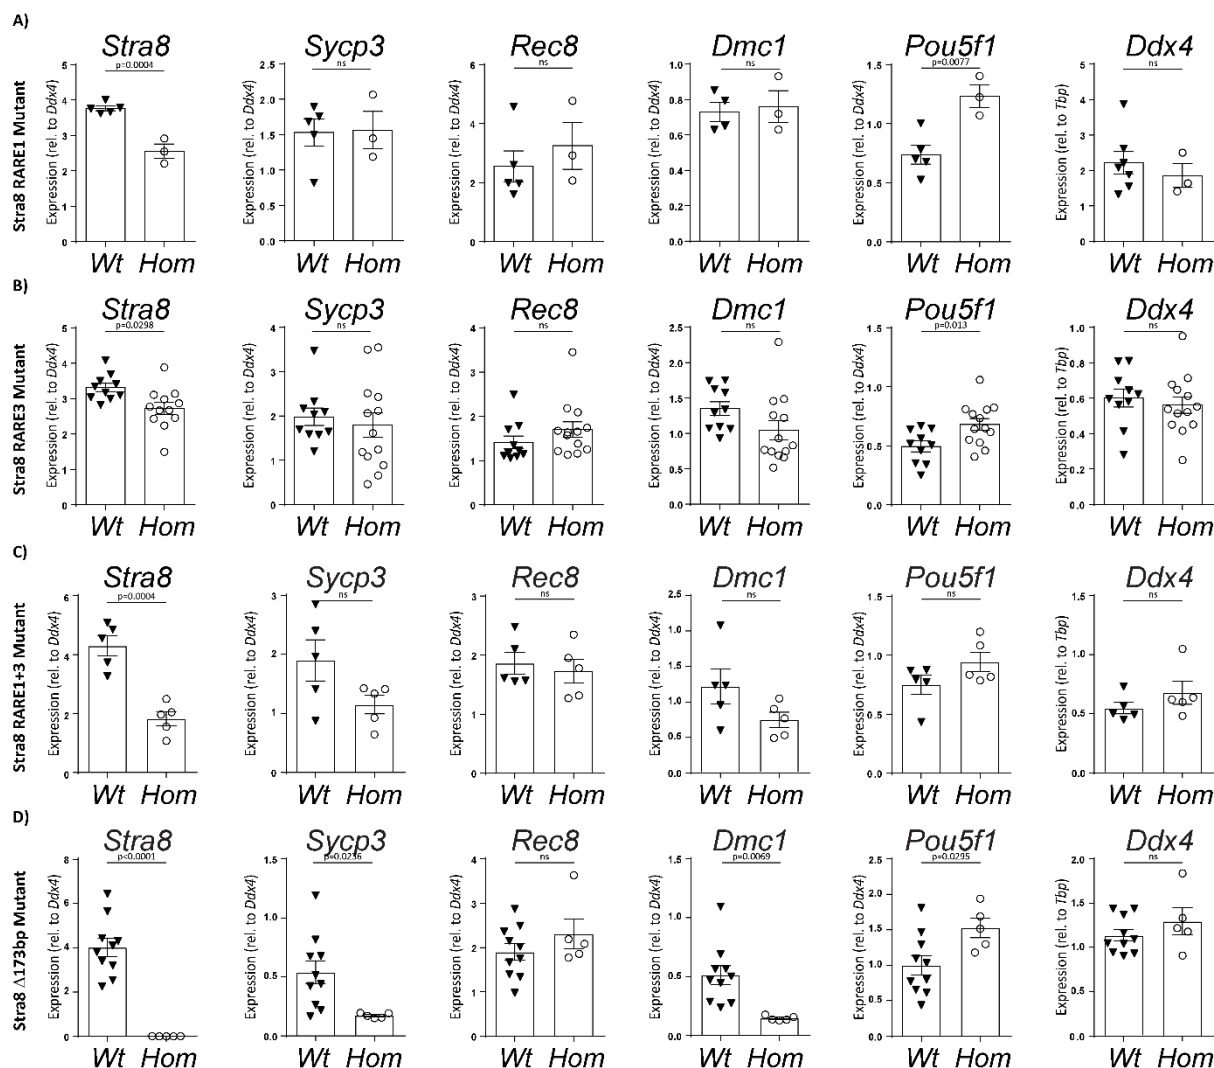 A)
Stra8 Sycp3 Rec8 Dmc1 Pou5f1 Ddx4
p=0.0004 ns ns ns p=0.0077 ns
Stra8 RARE1 Mutant
Expression (rel. to Ddx4)
5
4
3
2
1
0
Expression (rel. to Ddx4)
2.5
2.0
1.5
1.0
0.5
0.0
Expression (rel. to Ddx4)
8
6
4
2
0
Expression (rel. to Ddx4)
1.0
0.8
0.6
0.4
0.2
0.0
Expression (rel. to Ddx4)
1.5
1.0
0.5
0.0
Expression (rel. to Tbp)
5
4
3
2
1
0
Wt Hom Wt Hom Wt Hom Wt Hom Wt Hom Wt Hom
B)
Stra8 Sycp3 Rec8 Dmc1 Pou5f1 Ddx4
p=0.0298 ns ns ns p=0.013 ns
Stra8 RARE3 Mutant
Expression (rel. to Ddx4)
5
4
3
2
1
0
Expression (rel. to Ddx4)
4
3
2
1
0
Expression (rel. to Ddx4)
4
3
2
1
0
Expression (rel. to Ddx4)
2.5
2.0
1.5
1.0
0.5
0.0
Expression (rel. to Ddx4)
1.5
1.0
0.5
0.0
Expression (rel. to Tbp)
1.0
0.8
0.6
0.4
0.2
0.0
Wt Hom Wt Hom Wt Hom Wt Hom Wt Hom Wt Hom
C)
Stra8 Sycp3 Rec8 Dmc1 Pou5f1 Ddx4
p=0.0004 ns ns ns ns ns
Stra8 RARE1+3 Mutant
Expression (rel. to Ddx4)
6
4
2
0
Expression (rel. to Ddx4)
3
2
1
0
Expression (rel. to Ddx4)
3
2
1
0
Expression (rel. to Ddx4)
2.5
2.0
1.5
1.0
0.5
0.0
Expression (rel. to Ddx4)
1.5
1.0
0.5
0.0
Expression (rel. to Tbp)
1.5
1.0
0.5
0.0
Wt Hom Wt Hom Wt Hom Wt Hom Wt Hom Wt Hom
D)
Stra8 Sycp3 Rec8 Dmc1 Pou5f1 Ddx4
p<0.0001 p=0.0236 ns p=0.0069 p=0.0295 ns
Stra8 Δ173bp Mutant
Expression (rel. to Ddx4)
8
6
4
2
0
Expression (rel. to Ddx4)
1.5
1.0
0.5
0.0
Expression (rel. to Ddx4)
4
3
2
1
0
Expression (rel. to Ddx4)
1.5
1.0
0.5
0.0
Expression (rel. to Ddx4)
2.5
2.0
1.5
1.0
0.5
0.0
Expression (rel. to Tbp)
2.0
1.5
1.0
0.5
0.0
Wt Hom Wt Hom Wt Hom Wt Hom Wt Hom Wt Hom